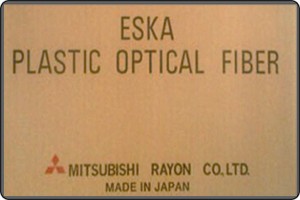 ESKA
PLASTIC OPTICAL FIBER
MITSUBISHI RAYON CO.,LTD.
MADE IN JAPAN